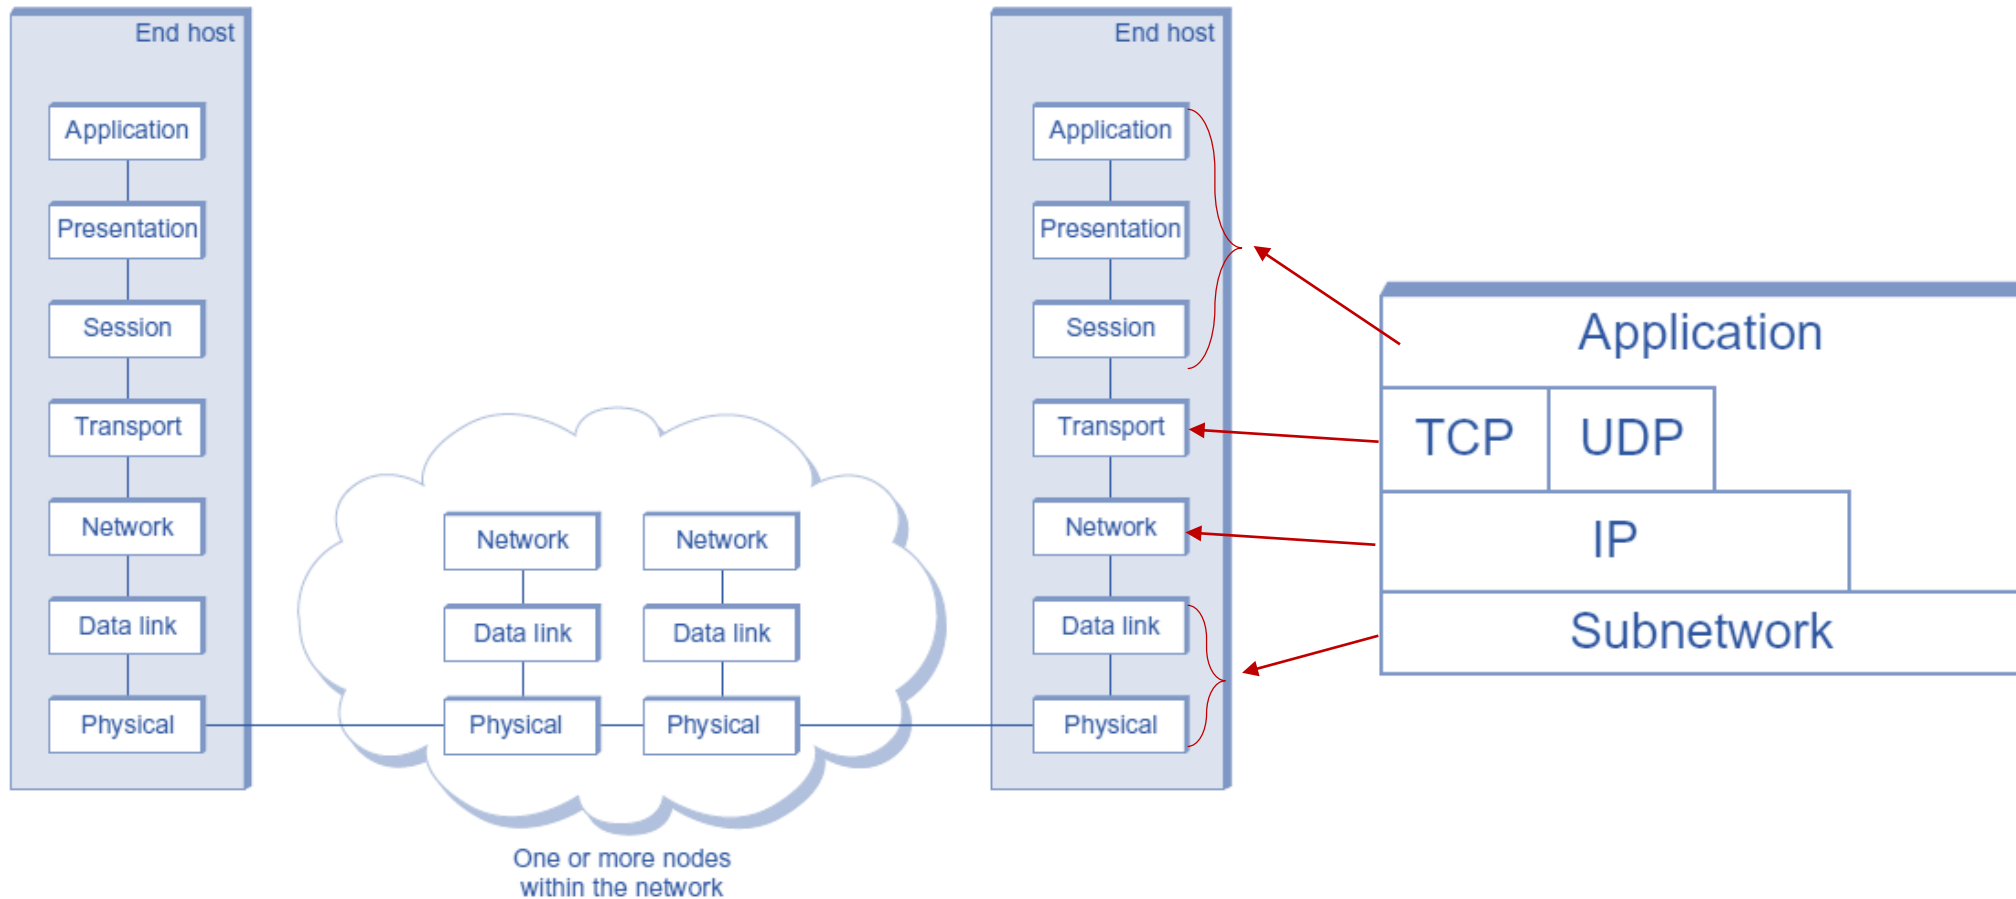 End host
Application
Presentation
Session
Transport
Network
Data link
Physical
Network
Data link
Physical
Network
Data link
Physical
One or more nodes
within the network
End host
Application
Presentation
Session
Transport
Network
Data link
Physical
Application
TCP
UDP
IP
Subnetwork